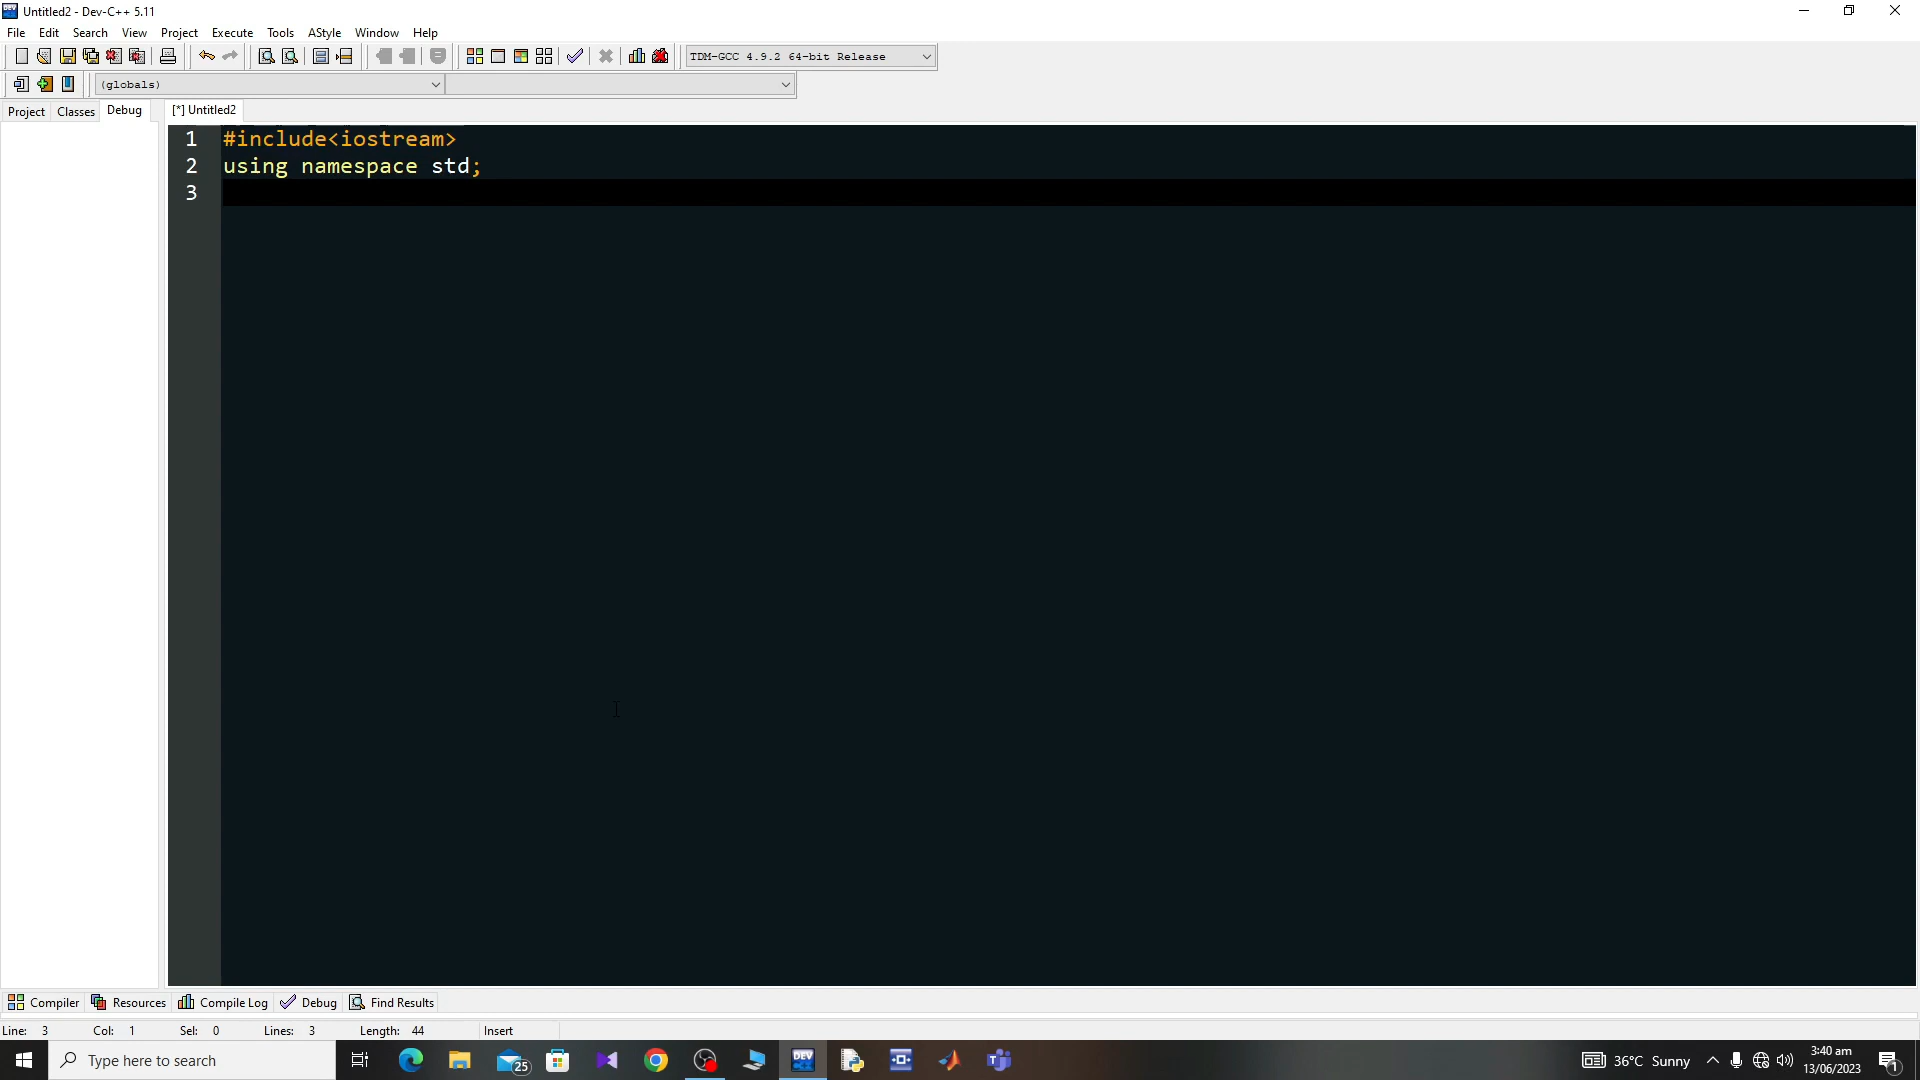 Untitled2 - Dev-C++ 5.11
File Edit Search View Project Execute Tools AStyle Window Help
TDM-GCC 4.9.2 64-bit Release
(globals)
Project Classes Debug [*] Untitled2
1 #include<iostream>
2 using namespace std;
3
Compiler Resources Compile Log Debug Find Results
Line: 3 Col: 1 Sel: 0 Lines: 3 Length: 44 Insert
Type here to search 25 DEV 36°C Sunny 3:40 am
13/06/2023 1